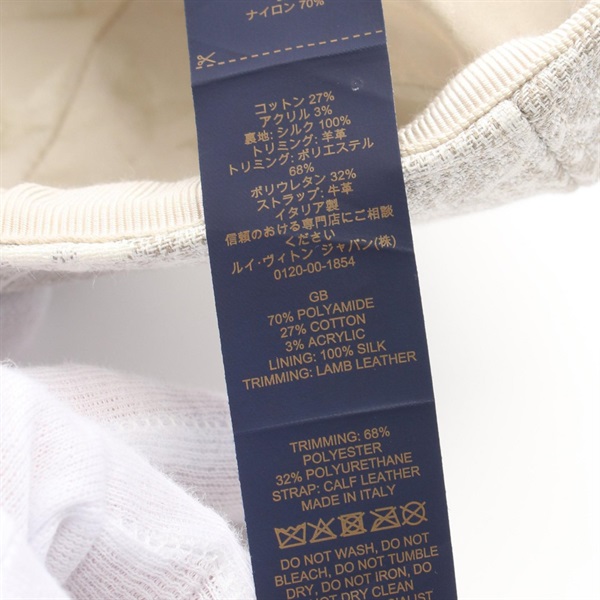 ナイロン 70%
コットン 27%
アクリル 3%
裏地: シルク 100%
トリミング: 羊革
トリミング: ポリエステル
68%
ポリウレタン 32%
ストラップ: 牛革
イタリア製
信頼のおける専門店にご相談
ください
ルイ・ヴィトン ジャパン(株)
0120-00-1854
GB
70% POLYAMIDE
27% COTTON
3% ACRYLIC
LINING: 100% SILK
TRIMMING: LAMB LEATHER
TRIMMING: 68%
POLYESTER
32% POLYURETHANE
STRAP: CALF LEATHER
MADE IN ITALY
DO NOT WASH, DO NOT
BLEACH, DO NOT TUMBLE
DRY, DO NOT IRON, DO
NOT DRY CLEAN
SPECIALIST